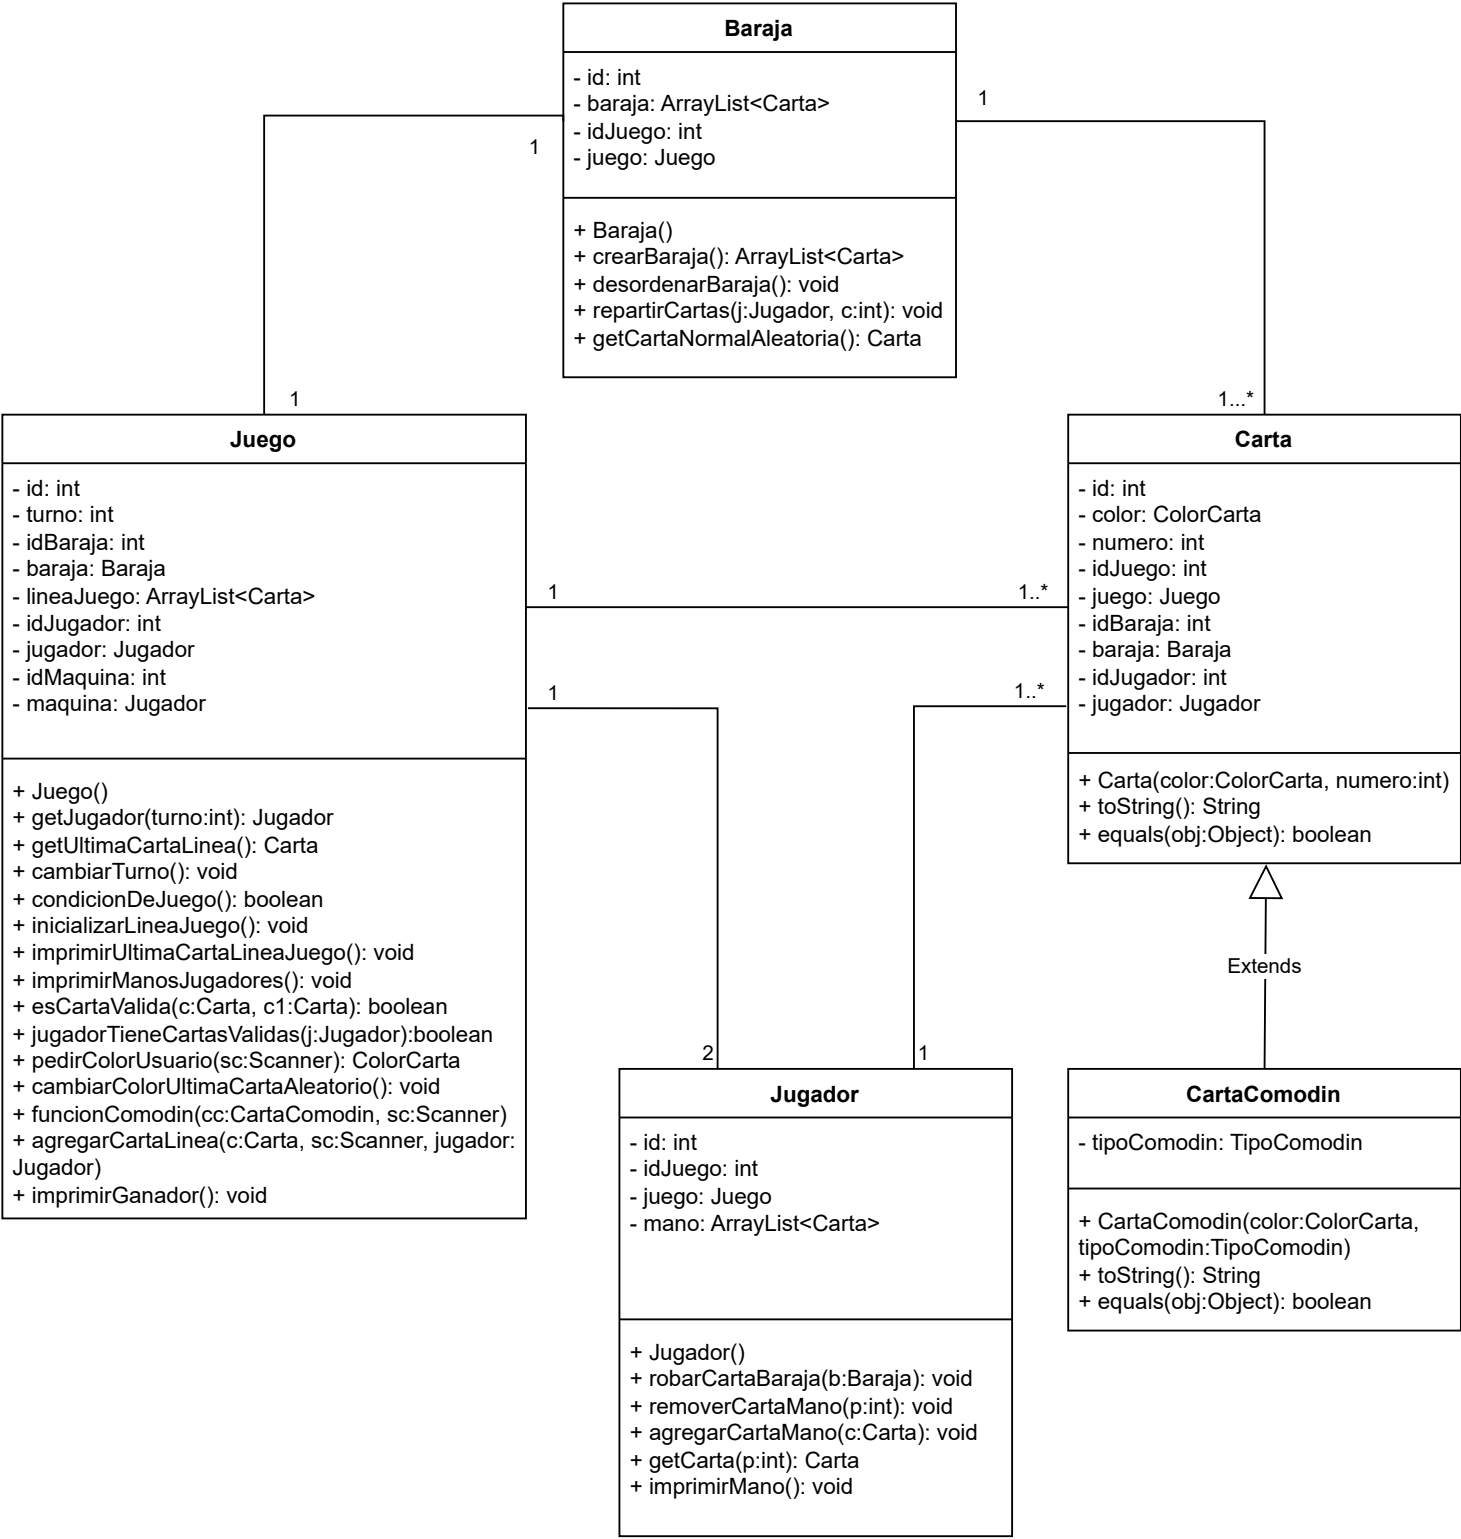 Baraja
- id: int
- baraja: ArrayList<Carta>
- idJuego: int
- juego: Juego
+ Baraja()
+ crearBaraja(): ArrayList<Carta>
+ desordenarBaraja(): void
+ repartirCartas(j:Jugador, c:int): void
+ getCartaNormalAleatoria(): Carta
1
1
1
1...*
Juego
- id: int
- turno: int
- idBaraja: int
- baraja: Baraja
- lineaJuego: ArrayList<Carta>
- idJugador: int
- jugador: Jugador
- idMaquina: int
- maquina: Jugador
+ Juego()
+ getJugador(turno:int): Jugador
+ getUltimaCartaLinea(): Carta
+ cambiarTurno(): void
+ condicionDeJuego(): boolean
+ inicializarLineaJuego(): void
+ imprimirUltimaCartaLineaJuego(): void
+ imprimirManosJugadores(): void
+ esCartaValida(c:Carta, c1:Carta): boolean
+ jugadorTieneCartasValidas(j:Jugador):boolean
+ pedirColorUsuario(sc:Scanner): ColorCarta
+ cambiarColorUltimaCartaAleatorio(): void
+ funcionComodin(cc:CartaComodin, sc:Scanner)
+ agregarCartaLinea(c:Carta, sc:Scanner, jugador:
Jugador)
+ imprimirGanador(): void
1
1..*
1
1..*
2
1
Carta
- id: int
- color: ColorCarta
- numero: int
- idJuego: int
- juego: Juego
- idBaraja: int
- baraja: Baraja
- idJugador: int
- jugador: Jugador
+ Carta(color:ColorCarta, numero:int)
+ toString(): String
+ equals(obj:Object): boolean
Extends
Jugador
- id: int
- idJuego: int
- juego: Juego
- mano: ArrayList<Carta>
+ Jugador()
+ robarCartaBaraja(b:Baraja): void
+ removerCartaMano(p:int): void
+ agregarCartaMano(c:Carta): void
+ getCarta(p:int): Carta
+ imprimirMano(): void
CartaComodin
- tipoComodin: TipoComodin
+ CartaComodin(color:ColorCarta,
tipoComodin:TipoComodin)
+ toString(): String
+ equals(obj:Object): boolean